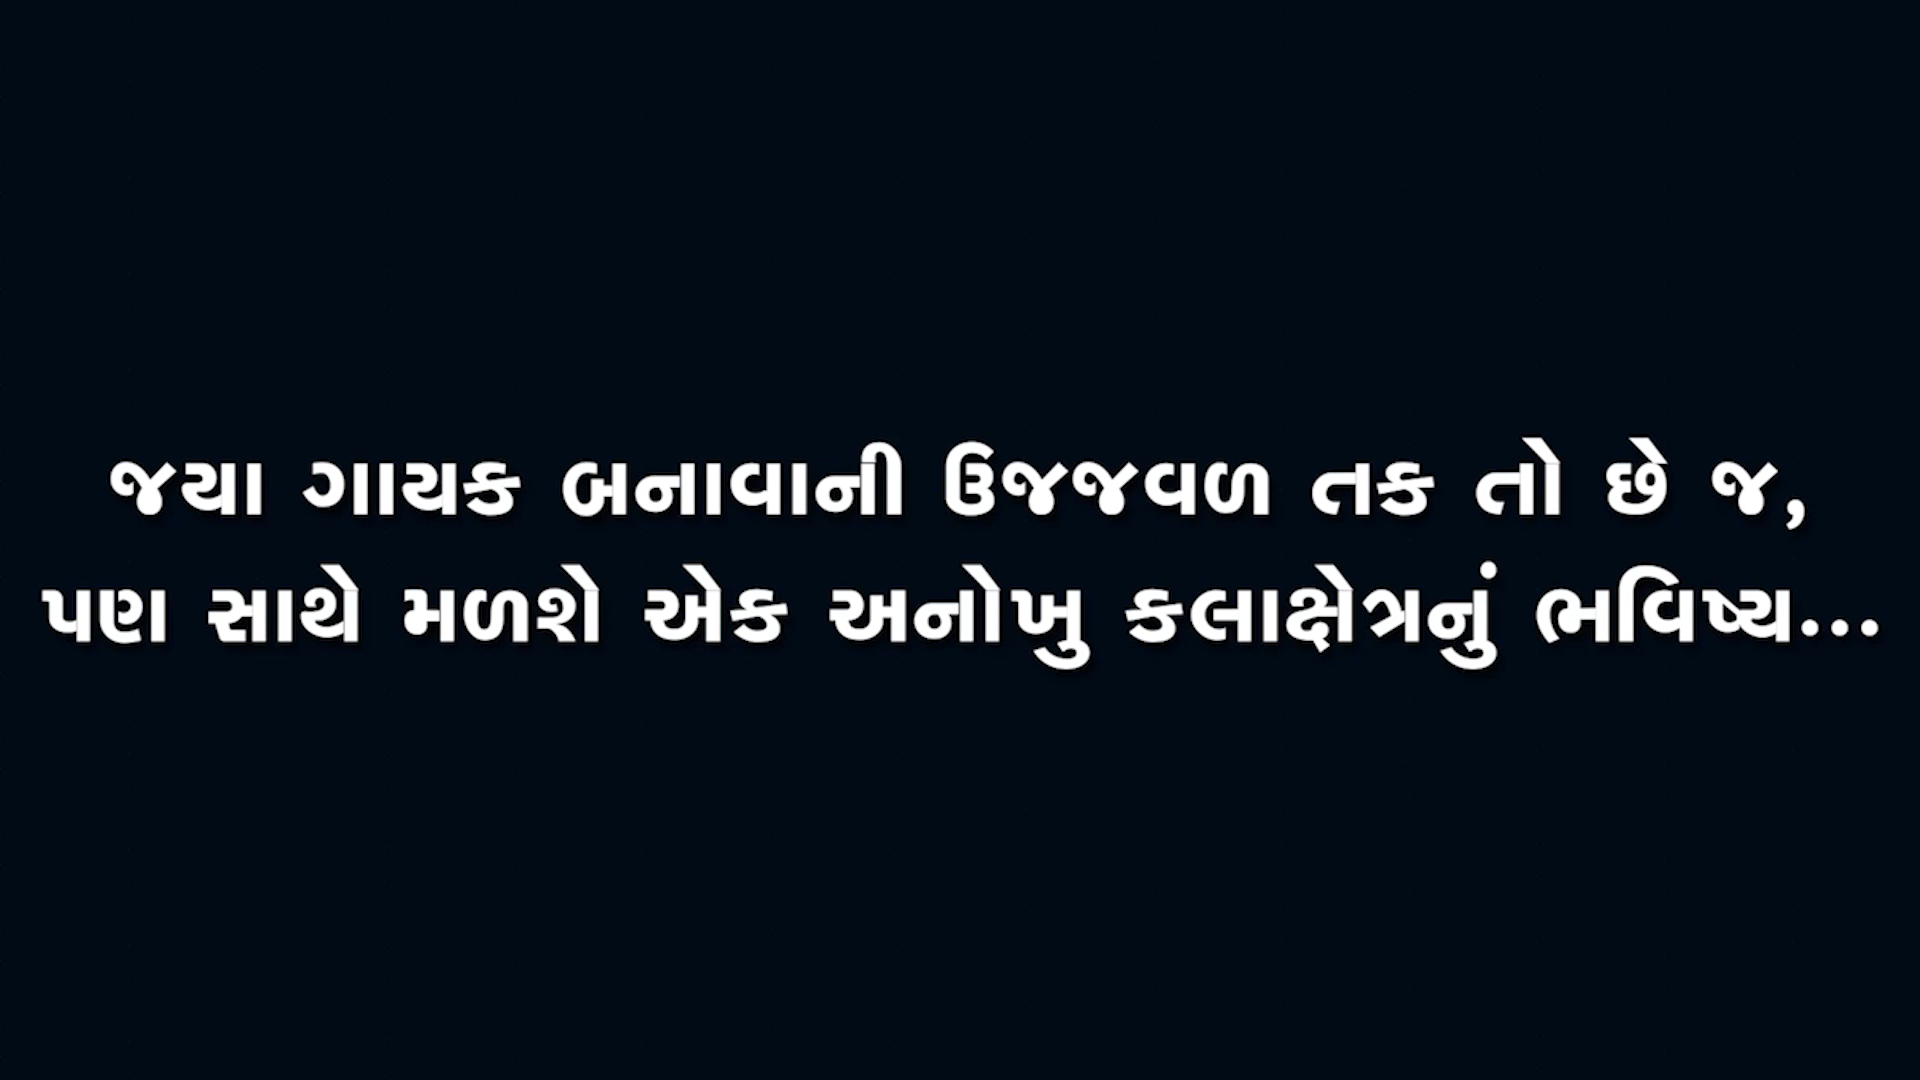 જયા ગાયક બનાવાની ઉજજવળ તક તો છે જ,
પણ સાથે મળશે એક અનોખુ કલાક્ષેત્રનું ભવિષ્ય...